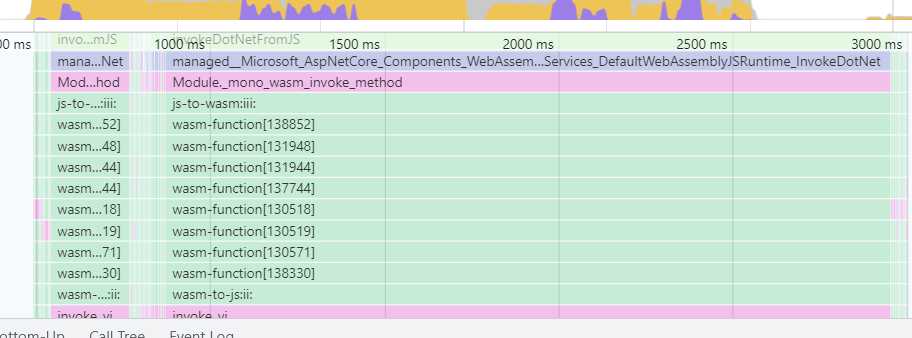 invo...mJS invokeDotNetFromJS
00 ms 1000 ms 1500 ms 2000 ms 2500 ms 3000 ms
mana...Net managed__Microsoft_AspNetCore_Components_WebAssem...Services_DefaultWebAssemblyJSRuntime_InvokeDotNet
Mod...hod Module._mono_wasm_invoke_method
js-to-...:iii: js-to-wasm:iii:
wasm...52] wasm-function[138852]
wasm...48] wasm-function[131948]
wasm...44] wasm-function[131944]
wasm...44] wasm-function[137744]
wasm...18] wasm-function[130518]
wasm...19] wasm-function[130519]
wasm...71] wasm-function[130571]
wasm...30] wasm-function[138330]
wasm-...:ii: wasm-to-js:ii:
invoke_vi invoke_vi
ottom-Up Call Tree Event Log